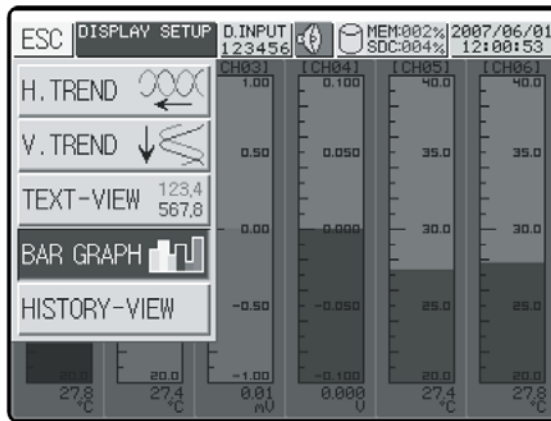 ESC DISPLAY SETUP D.INPUT 123456 MEM:002% SDC:004% 2007/06/01 12:00:53
CH03] [CH04] [CH05] [CH06]
H. TREND
V. TREND
TEXT-VIEW 123,4 567,8
BAR GRAPH
HISTORY-VIEW
1.00 0.100 40.0 40.0
0.50 0.050 35.0 35.0
0.00 0.000 30.0 30.0
-0.50 -0.050 25.0 25.0
20.0 20.0 -1.00 -0.100 20.0 20.0
27.8 27.4 0.01 0.000 27.4 27.8
°C °C mV V °C °C